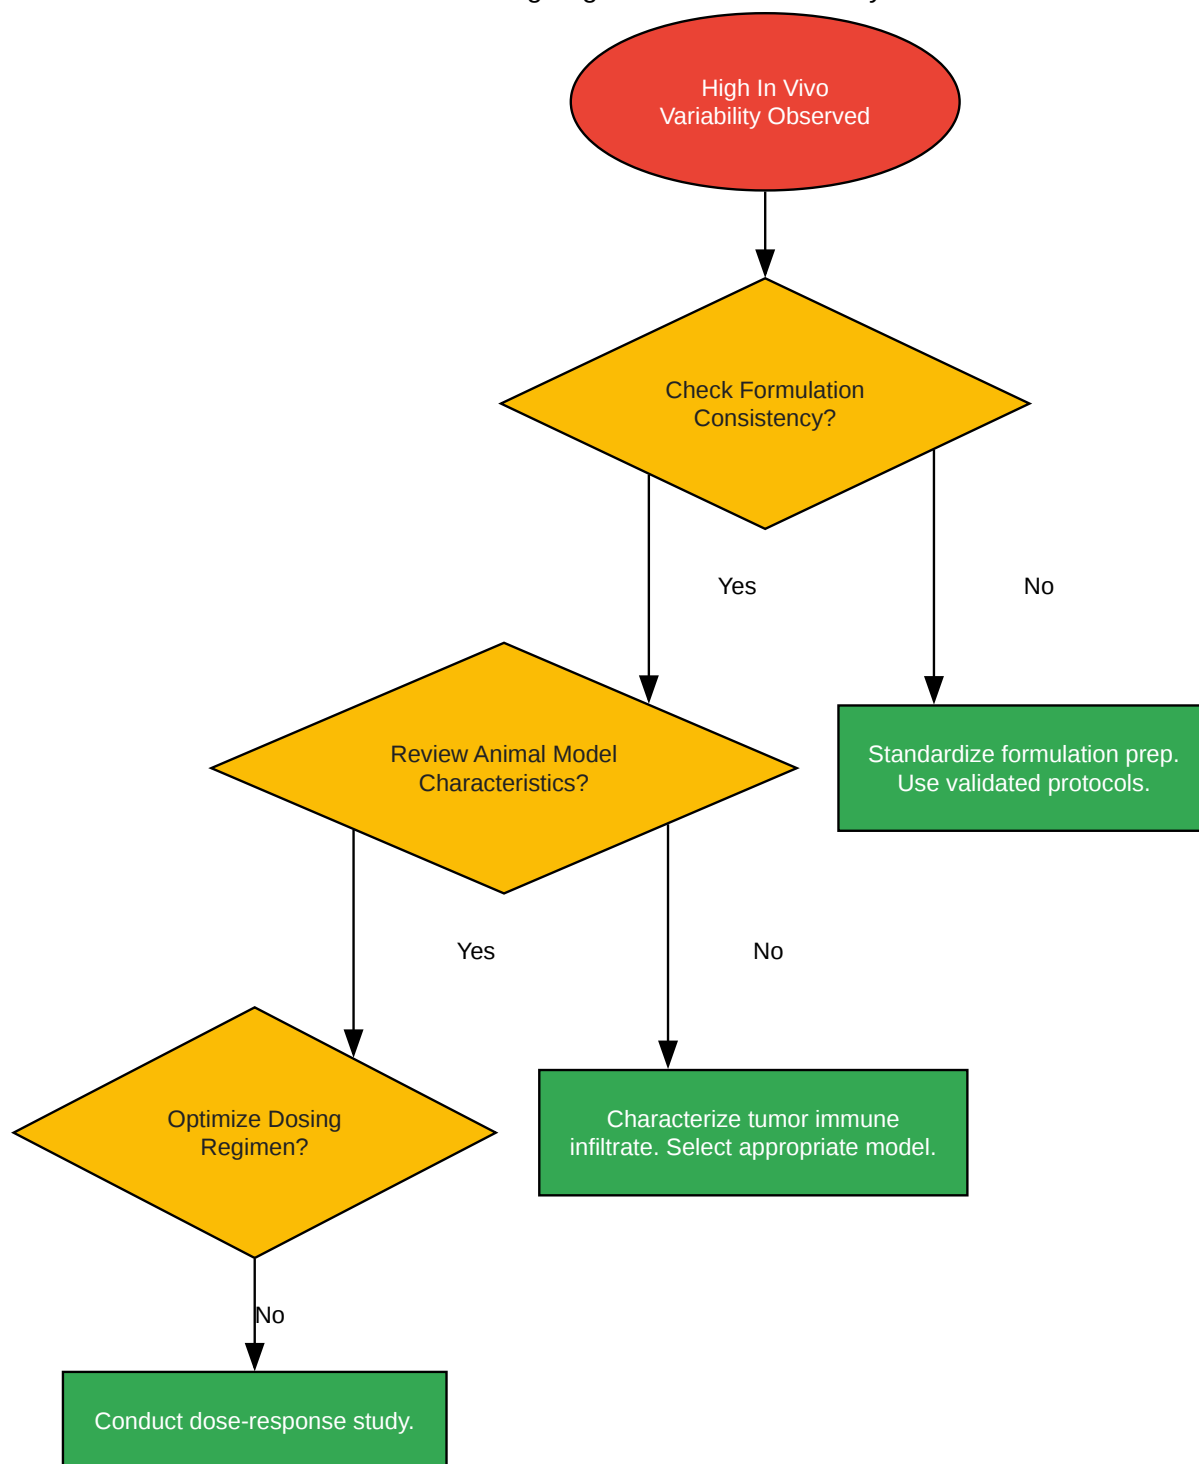 High In Vivo
Variability Observed
Check Formulation
Consistency?
Yes
No
Review Animal Model
Characteristics?
Standardize formulation prep.
Use validated protocols.
Yes
No
Optimize Dosing
Regimen?
Characterize tumor immune
infiltrate. Select appropriate model.
No
Conduct dose-response study.